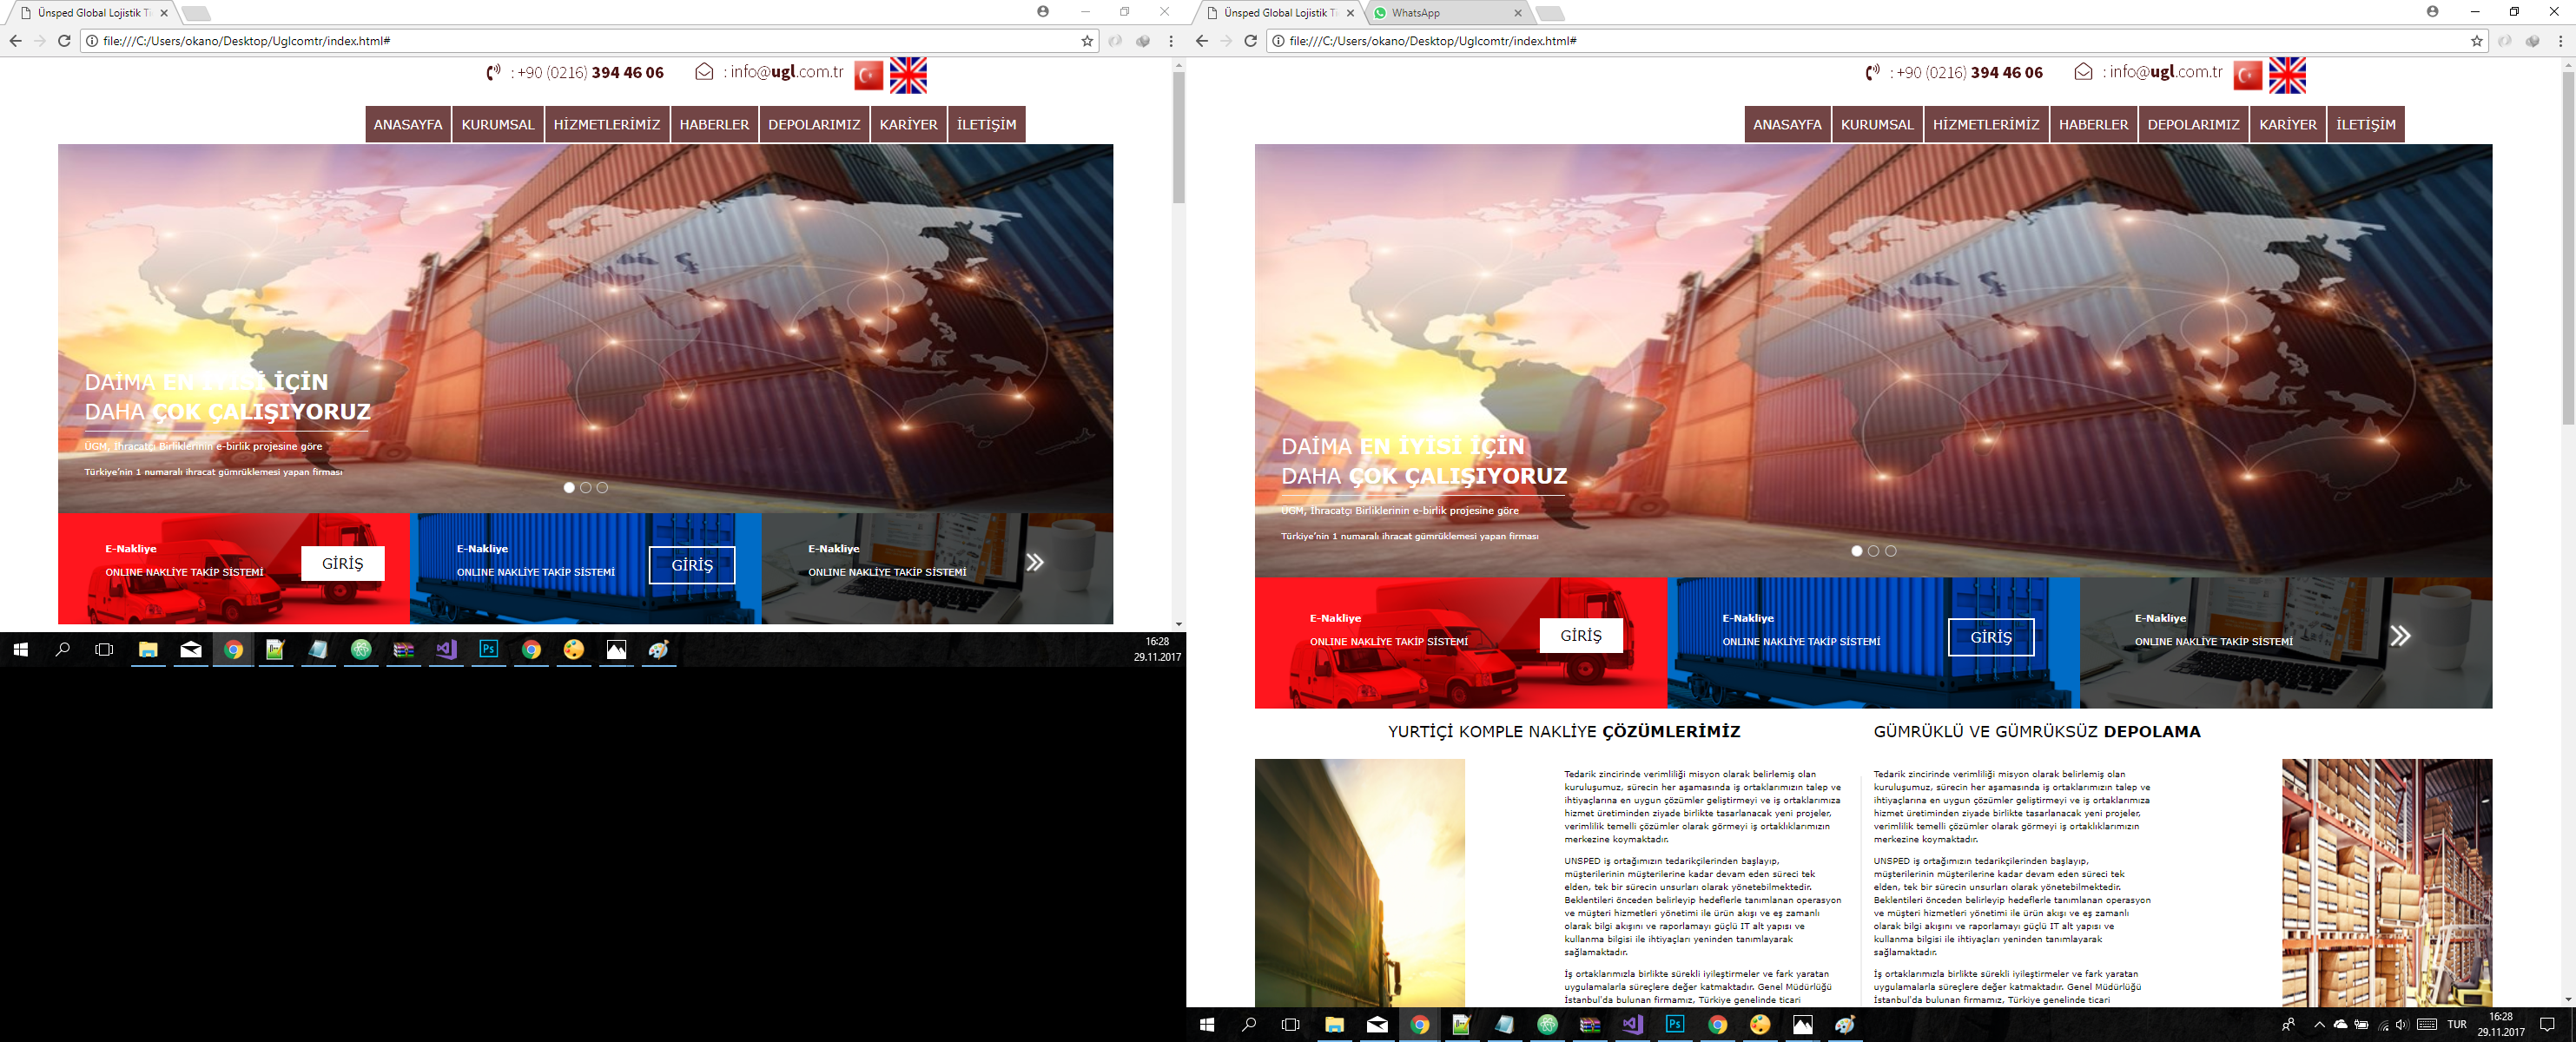 Ünsped Global Lojistik Ti
file:///C:/Users/okano/Desktop/Uglcomtr/index.html#
: +90 (0216) 394 46 06 : info@ugl.com.tr
ANASAYFA KURUMSAL HİZMETLERİMİZ HABERLER DEPOLARIMIZ KARİYER İLETİŞİM
DAİMA EN İYİSİ İÇİN
DAHA ÇOK ÇALIŞIYORUZ
ÜGM, İhracatçı Birliklerinin e-birlik projesine göre
Türkiye'nin 1 numaralı ihracat gümrüklemesi yapan firması
E-Nakliye
ONLINE NAKLİYE TAKİP SİSTEMİ
GİRİŞ
E-Nakliye
ONLINE NAKLİYE TAKİP SİSTEMİ
GİRİŞ
E-Nakliye
ONLINE NAKLİYE TAKİP SİSTEMİ
Ps
16:28
29.11.2017
Ünsped Global Lojistik Ti
WhatsApp
file:///C:/Users/okano/Desktop/Uglcomtr/index.html#
: +90 (0216) 394 46 06 : info@ugl.com.tr
ANASAYFA KURUMSAL HİZMETLERİMİZ HABERLER DEPOLARIMIZ KARİYER İLETİŞİM
DAİMA EN İYİSİ İÇİN
DAHA ÇOK ÇALIŞIYORUZ
ÜGM, İhracatçı Birliklerinin e-birlik projesine göre
Türkiye'nin 1 numaralı ihracat gümrüklemesi yapan firması
E-Nakliye
ONLINE NAKLİYE TAKİP SİSTEMİ
GİRİŞ
E-Nakliye
ONLINE NAKLİYE TAKİP SİSTEMİ
GİRİŞ
E-Nakliye
ONLINE NAKLİYE TAKİP SİSTEMİ
YURTİÇİ KOMPLE NAKLİYE ÇÖZÜMLERİMİZ
Tedarik zincirinde verimliliği misyon olarak belirlemiş olan
kuruluşumuz, sürecin her aşamasında iş ortaklarımızın talep ve
ihtiyaçlarına en uygun çözümler geliştirmeyi ve iş ortaklarımıza
hizmet üretiminden ziyade birlikte tasarlanacak yeni projeler,
verimlilik temelli çözümler olarak görmeyi iş ortaklıklarımızın
merkezine koymaktadır.
UNSPED iş ortağımızın tedarikçilerinden başlayıp,
müşterilerinin müşterilerine kadar devam eden süreci tek
elden, tek bir sürecin unsurları olarak yönetebilmektedir.
Beklentileri önceden belirleyip hedeflerle tanımlanan operasyon
ve müşteri hizmetleri yönetimi ile ürün akışı ve eş zamanlı
olarak bilgi akışını ve raporlamayı güçlü IT alt yapısı ve
kullanma bilgisi ile ihtiyaçları yeninden tanımlayarak
sağlamaktadır.
İş ortaklarımızla birlikte sürekli iyileştirmeler ve fark yaratan
uygulamalarla süreçlere değer katmaktadır. Genel Müdürlüğü
İstanbul'da bulunan firmamız, Türkiye genelinde ticari
GÜMRÜKLÜ VE GÜMRÜKSÜZ DEPOLAMA
Tedarik zincirinde verimliliği misyon olarak belirlemiş olan
kuruluşumuz, sürecin her aşamasında iş ortaklarımızın talep ve
ihtiyaçlarına en uygun çözümler geliştirmeyi ve iş ortaklarımıza
hizmet üretiminden ziyade birlikte tasarlanacak yeni projeler,
verimlilik temelli çözümler olarak görmeyi iş ortaklıklarımızın
merkezine koymaktadır.
UNSPED iş ortağımızın tedarikçilerinden başlayıp,
müşterilerinin müşterilerine kadar devam eden süreci tek
elden, tek bir sürecin unsurları olarak yönetebilmektedir.
Beklentileri önceden belirleyip hedeflerle tanımlanan operasyon
ve müşteri hizmetleri yönetimi ile ürün akışı ve eş zamanlı
olarak bilgi akışını ve raporlamayı güçlü IT alt yapısı ve
kullanma bilgisi ile ihtiyaçları yeninden tanımlayarak
sağlamaktadır.
İş ortaklarımızla birlikte sürekli iyileştirmeler ve fark yaratan
uygulamalarla süreçlere değer katmaktadır. Genel Müdürlüğü
İstanbul'da bulunan firmamız, Türkiye genelinde ticari
Ps
TUR
16:28
29.11.2017